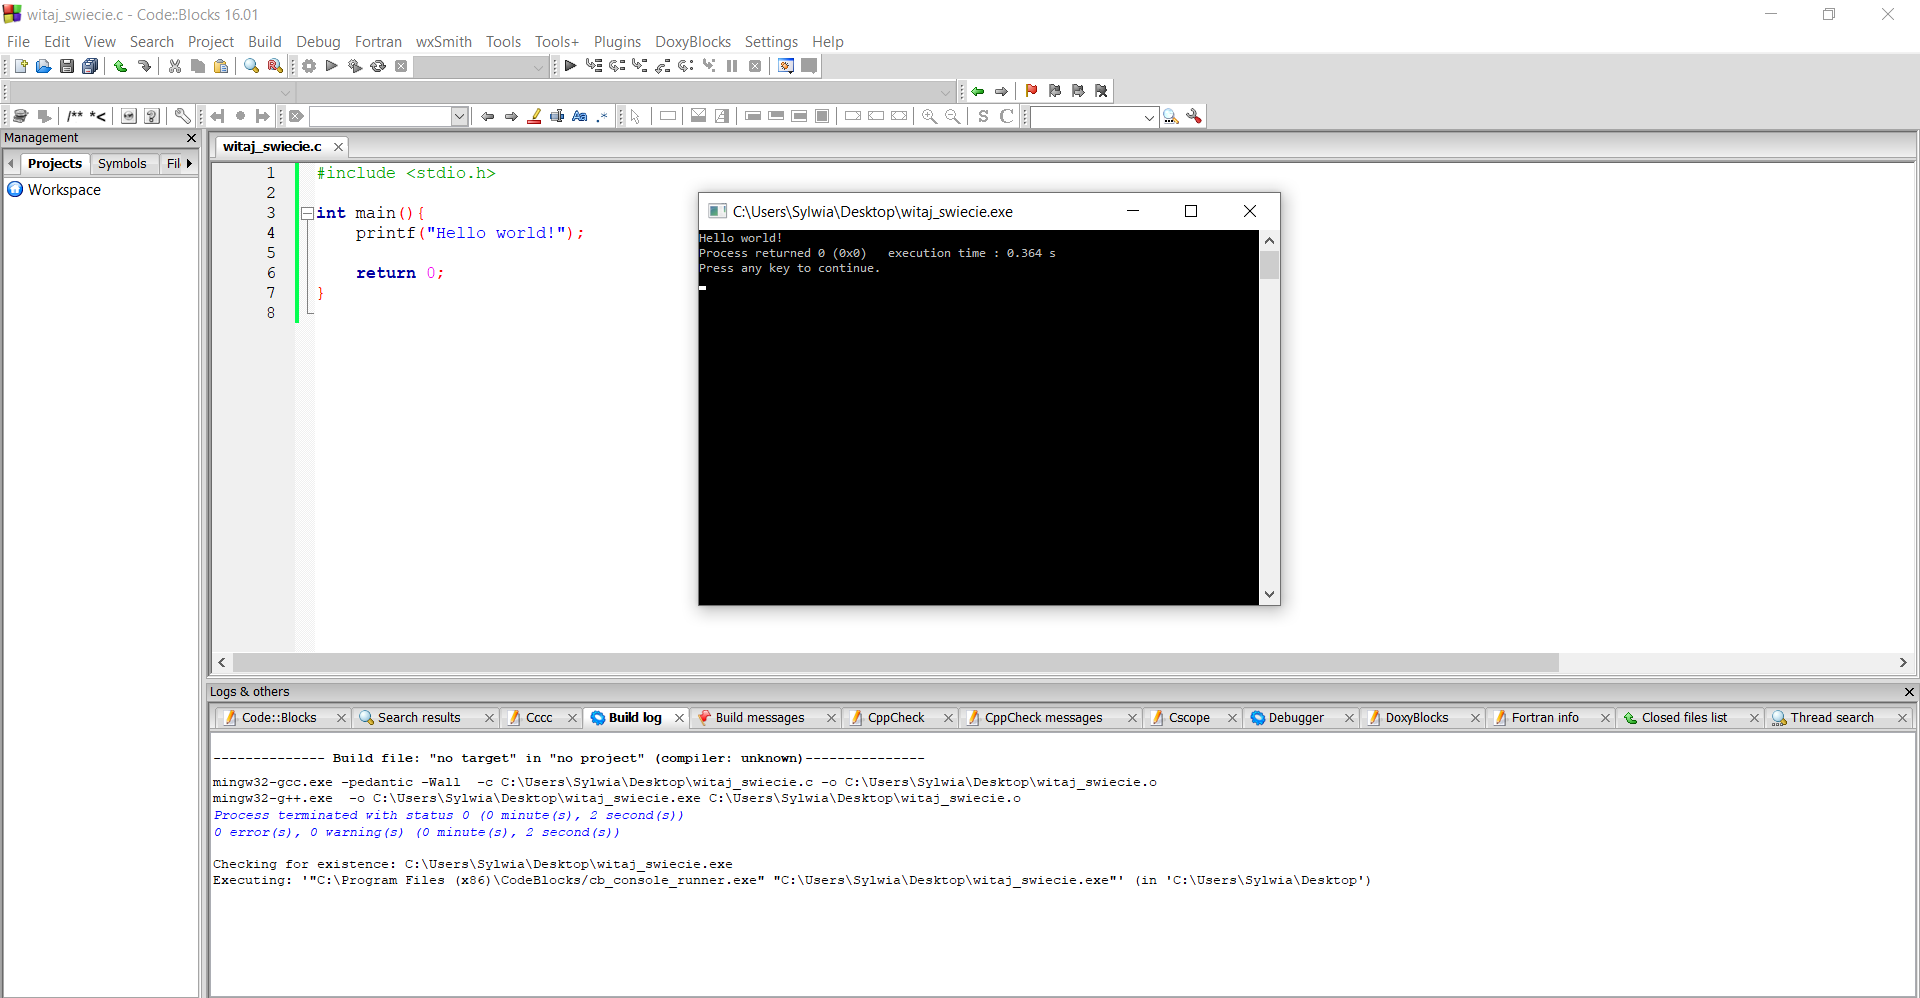 witaj_swiecie.c - Code::Blocks 16.01
File Edit View Search Project Build Debug Fortran wxSmith Tools Tools+ Plugins DoxyBlocks Settings Help
/** *<
S C
Management
Projects Symbols Fil
Workspace
witaj_swiecie.c
1 #include <stdio.h>
2
3 int main(){
4 printf("Hello world!");
5
6 return 0;
7 }
8
C:\Users\Sylwia\Desktop\witaj_swiecie.exe
Hello world!
Process returned 0 (0x0)   execution time : 0.364 s
Press any key to continue.
Logs & others
Code::Blocks Search results Cccc Build log Build messages CppCheck CppCheck messages Cscope Debugger DoxyBlocks Fortran info Closed files list Thread search
-------------- Build file: "no target" in "no project" (compiler: unknown)---------------
mingw32-gcc.exe -pedantic -Wall  -c C:\Users\Sylwia\Desktop\witaj_swiecie.c -o C:\Users\Sylwia\Desktop\witaj_swiecie.o
mingw32-g++.exe  -o C:\Users\Sylwia\Desktop\witaj_swiecie.exe C:\Users\Sylwia\Desktop\witaj_swiecie.o
Process terminated with status 0 (0 minute(s), 2 second(s))
0 error(s), 0 warning(s) (0 minute(s), 2 second(s))
Checking for existence: C:\Users\Sylwia\Desktop\witaj_swiecie.exe
Executing: '"C:\Program Files (x86)\CodeBlocks/cb_console_runner.exe" "C:\Users\Sylwia\Desktop\witaj_swiecie.exe"' (in 'C:\Users\Sylwia\Desktop')